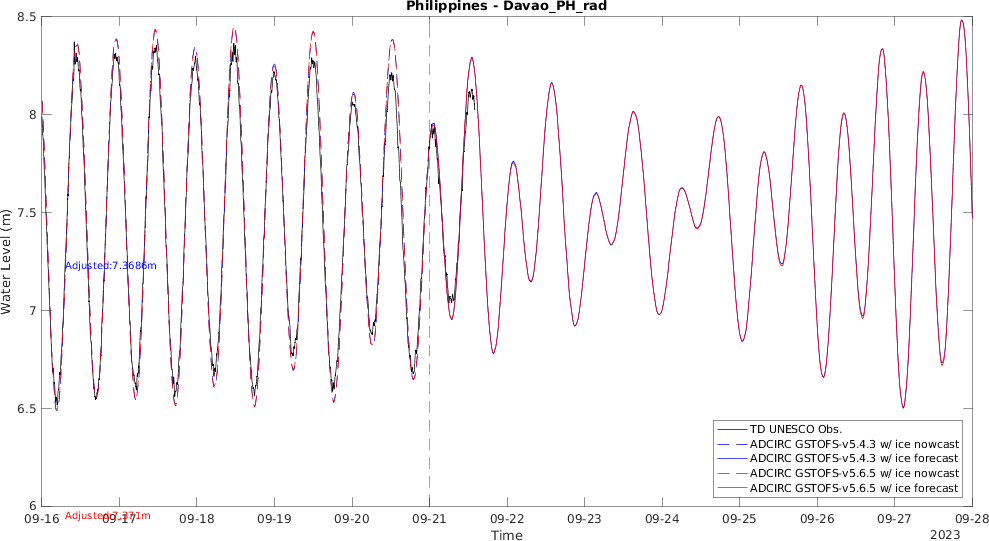 Philippines - Davao_PH_rad
8.5
8
7.5
7
6.5
6
Water Level (m)
Adjusted:7.3686m
Adjusted:7.371m
TD UNESCO Obs.
ADCIRC GSTOFS-v5.4.3 w/ ice nowcast
ADCIRC GSTOFS-v5.4.3 w/ ice forecast
ADCIRC GSTOFS-v5.6.5 w/ ice nowcast
ADCIRC GSTOFS-v5.6.5 w/ ice forecast
09-16 09-17 09-18 09-19 09-20 09-21 09-22 09-23 09-24 09-25 09-26 09-27 09-28
Time
2023